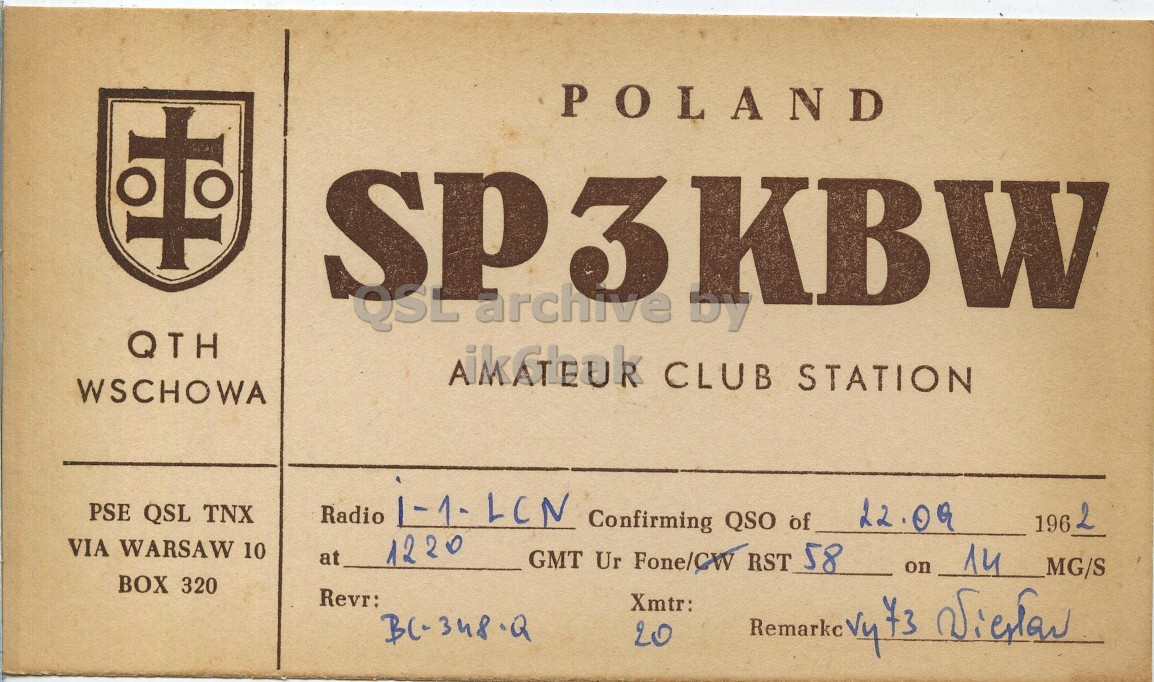 POLAND
SP3KBW
QSL archive by
ik6bak
AMATEUR CLUB STATION
QTH
WSCHOWA
PSE QSL TNX
VIA WARSAW 10
BOX 320
Radio i-1-LCN Confirming QSO of 22.09 1962
at 1220 GMT Ur Fone/CW RST 58 on 14 MG/S
Revr: Xmtr:
BC-348-Q 20
Remarkc Vy 73 Wiesław